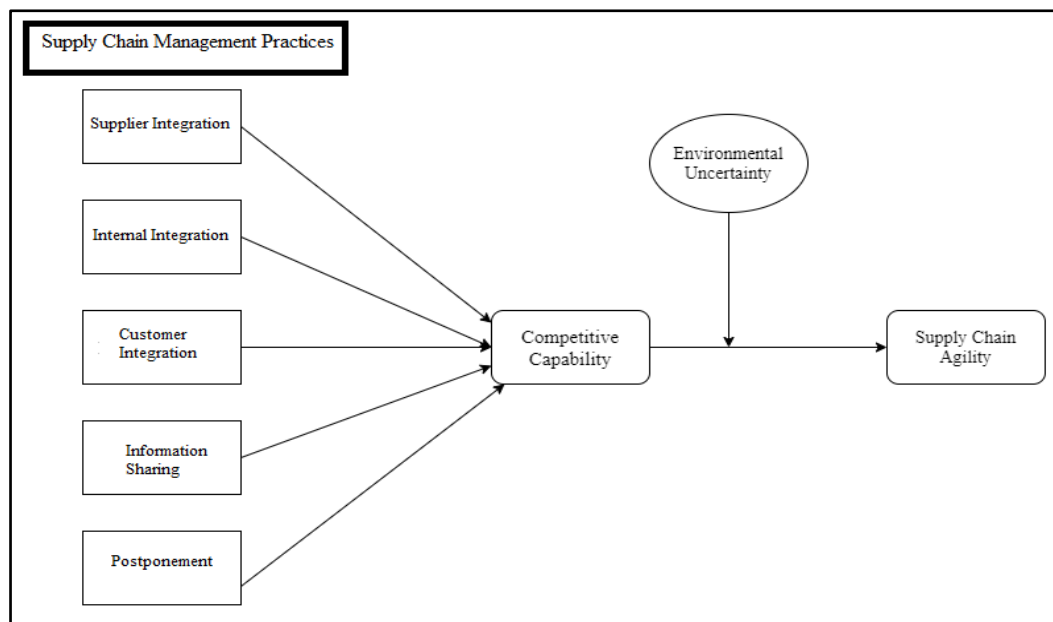 Supply Chain Management Practices
Supplier Integration
Environmental
Uncertainty
Internal Integration
Customer
Integration
Competitive
Capability
Supply Chain
Agility
Information
Sharing
Postponement